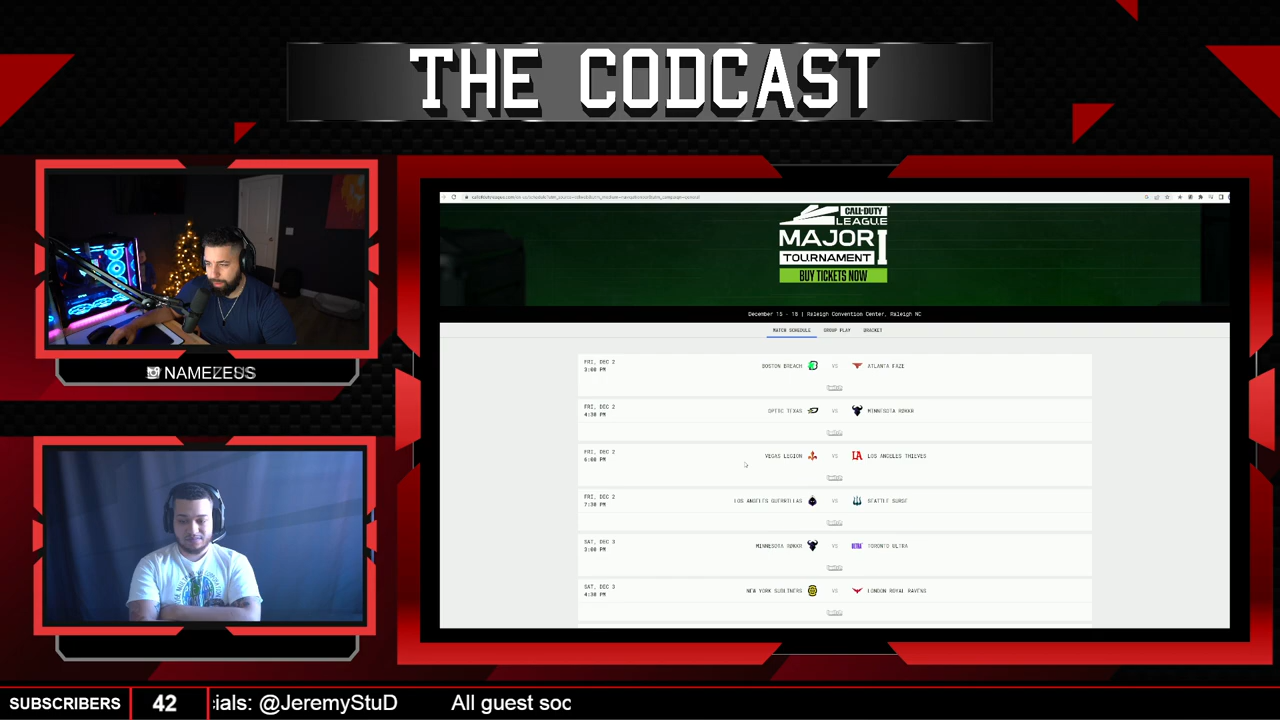 THE CODCAST
CALL OF DUTY
LEAGUE
MAJOR I
TOURNAMENT
BUY TICKETS NOW
December 15 - 18 | Raleigh Convention Center, Raleigh NC
MATCH SCHEDULE GROUP PLAY BRACKET
FRI, DEC 2
3:00 PM
BOSTON BREACH VS ATLANTA FAZE
FRI, DEC 2
4:30 PM
OPTIC TEXAS VS MINNESOTA RØKKR
FRI, DEC 2
6:00 PM
VEGAS LEGION VS LA LOS ANGELES THIEVES
FRI, DEC 2
7:30 PM
LOS ANGELES GUERRILLAS VS SEATTLE SURGE
SAT, DEC 3
3:00 PM
MINNESOTA RØKKR VS ULTRA TORONTO ULTRA
SAT, DEC 3
4:30 PM
NEW YORK SUBLINERS VS LONDON ROYAL RAVENS
NAMEZESS
SUBSCRIBERS 42 ials: @JeremyStuD All guest soc